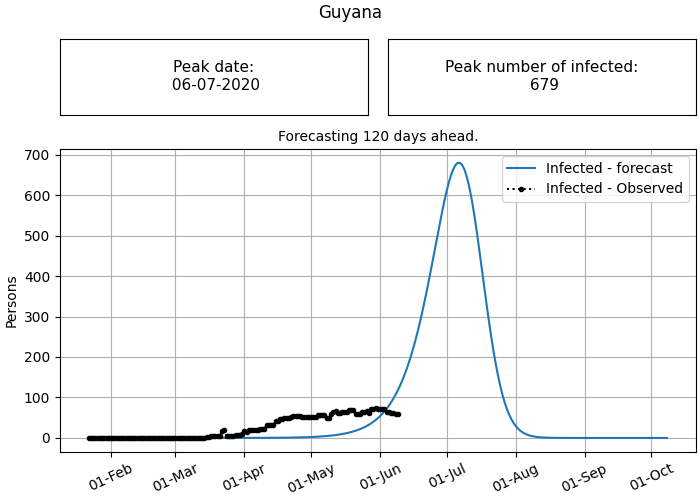 Guyana
Peak date:
06-07-2020
Peak number of infected:
679
Forecasting 120 days ahead.
Infected - forecast
Infected - Observed
Persons
700
600
500
400
300
200
100
0
01-Feb
01-Mar
01-Apr
01-May
01-Jun
01-Jul
01-Aug
01-Sep
01-Oct